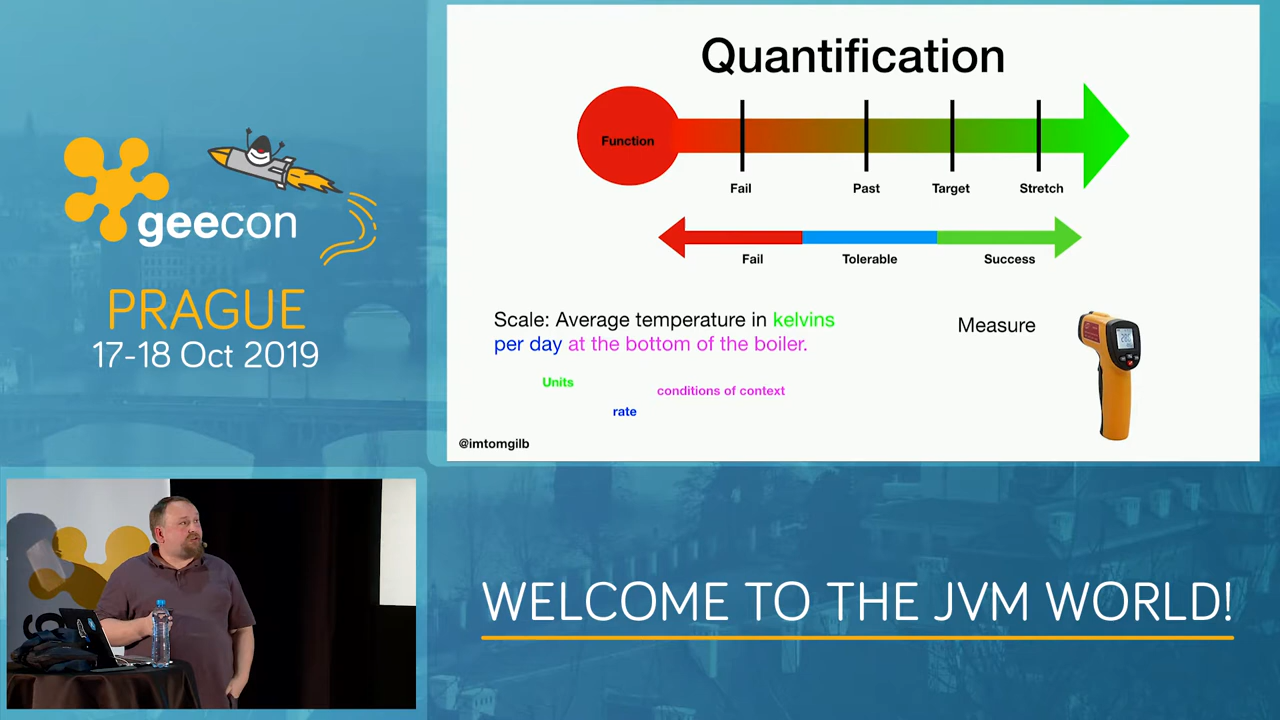 geecon
PRAGUE
17-18 Oct 2019
Quantification
Function
Fail
Past
Target
Stretch
Fail
Tolerable
Success
Scale: Average temperature in kelvins
per day at the bottom of the boiler.
Measure
Units
conditions of context
rate
@imtomgilb
WELCOME TO THE JVM WORLD!